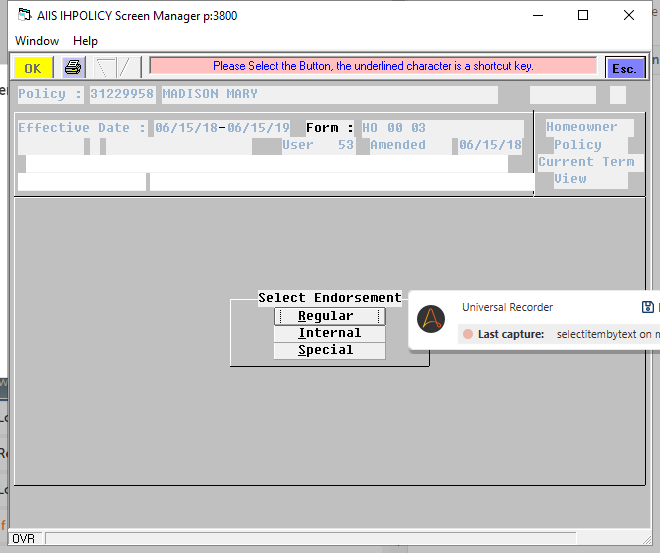 AIIS IHPOLICY Screen Manager p:3800
Window Help
OK Please Select the Button, the underlined character is a shortcut key. Esc.
Policy : 31229958 MADISON MARY
Effective Date : 06/15/18-06/15/19 Form : HO 00 03
User 53 Amended 06/15/18
Homeowner
Policy
Current Term
View
Select Endorsement
Regular
Internal
Special
Universal Recorder
Last capture: selectitembytext on
OVR